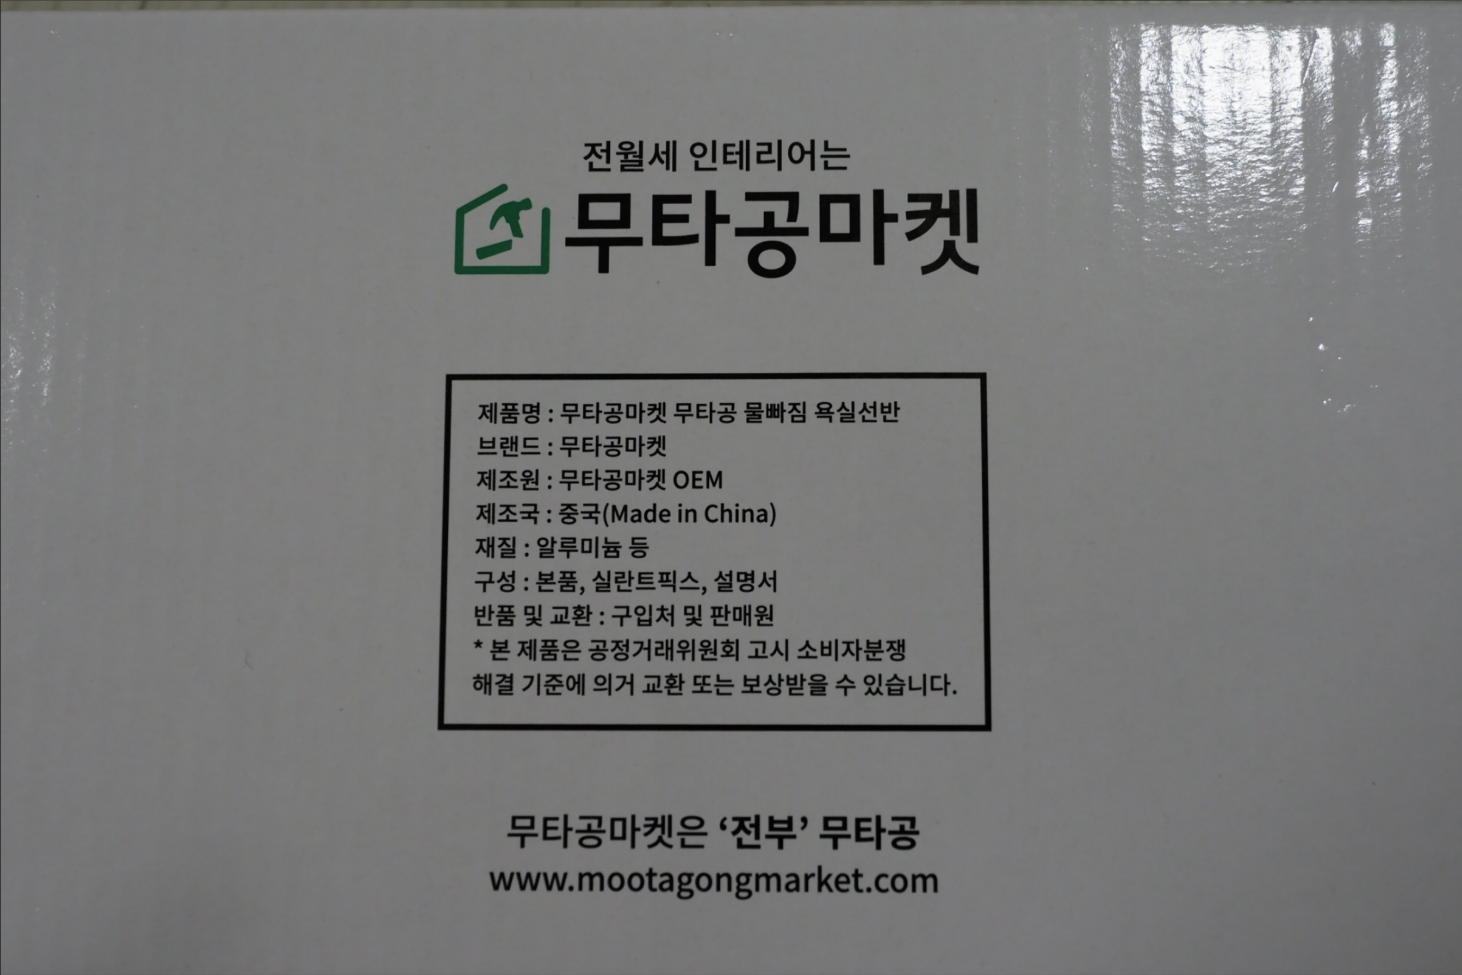 전월세 인테리어는
무타공마켓
제품명 : 무타공마켓 무타공 물빠짐 욕실선반
브랜드 : 무타공마켓
제조원 : 무타공마켓 OEM
제조국 : 중국(Made in China)
재질 : 알루미늄 등
구성 : 본품, 실란트픽스, 설명서
반품 및 교환 : 구입처 및 판매원
* 본 제품은 공정거래위원회 고시 소비자분쟁
해결 기준에 의거 교환 또는 보상받을 수 있습니다.
무타공마켓은 ‘전부’ 무타공
www.mootagongmarket.com